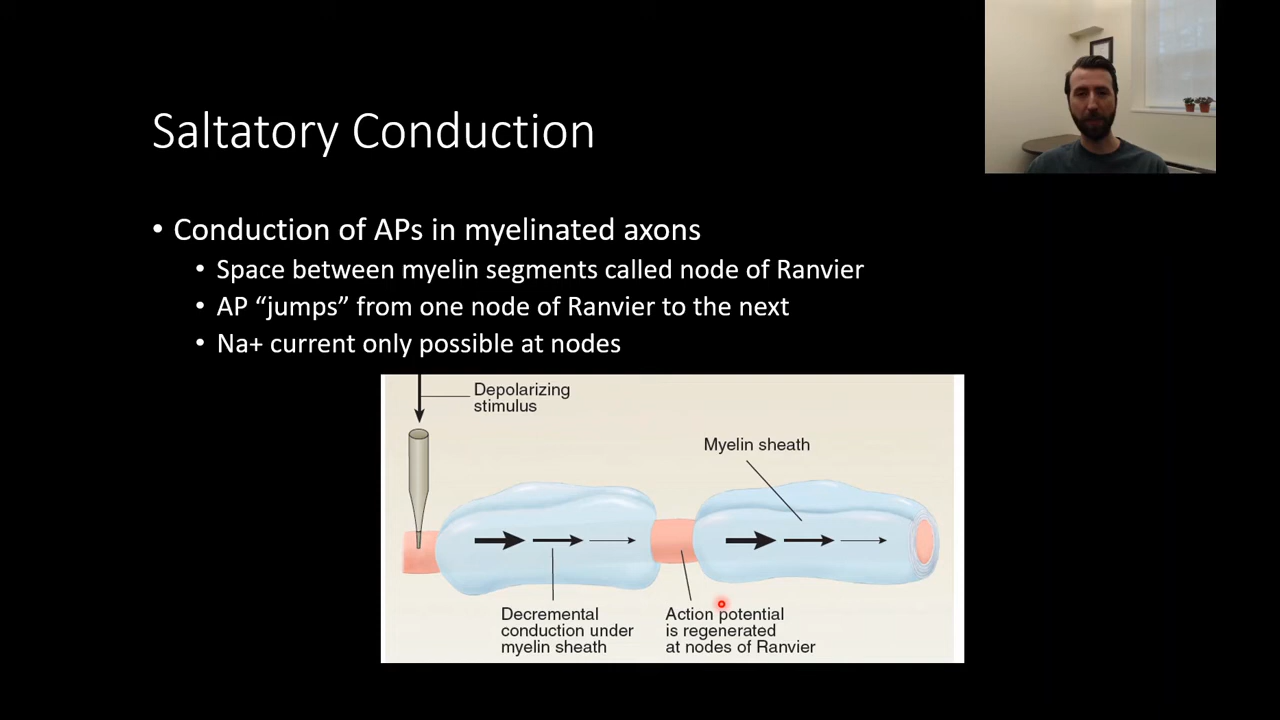 Saltatory Conduction
• Conduction of APs in myelinated axons
• Space between myelin segments called node of Ranvier
• AP “jumps” from one node of Ranvier to the next
• Na+ current only possible at nodes
Depolarizing
stimulus
Myelin sheath
Decremental
conduction under
myelin sheath
Action potential
is regenerated
at nodes of Ranvier